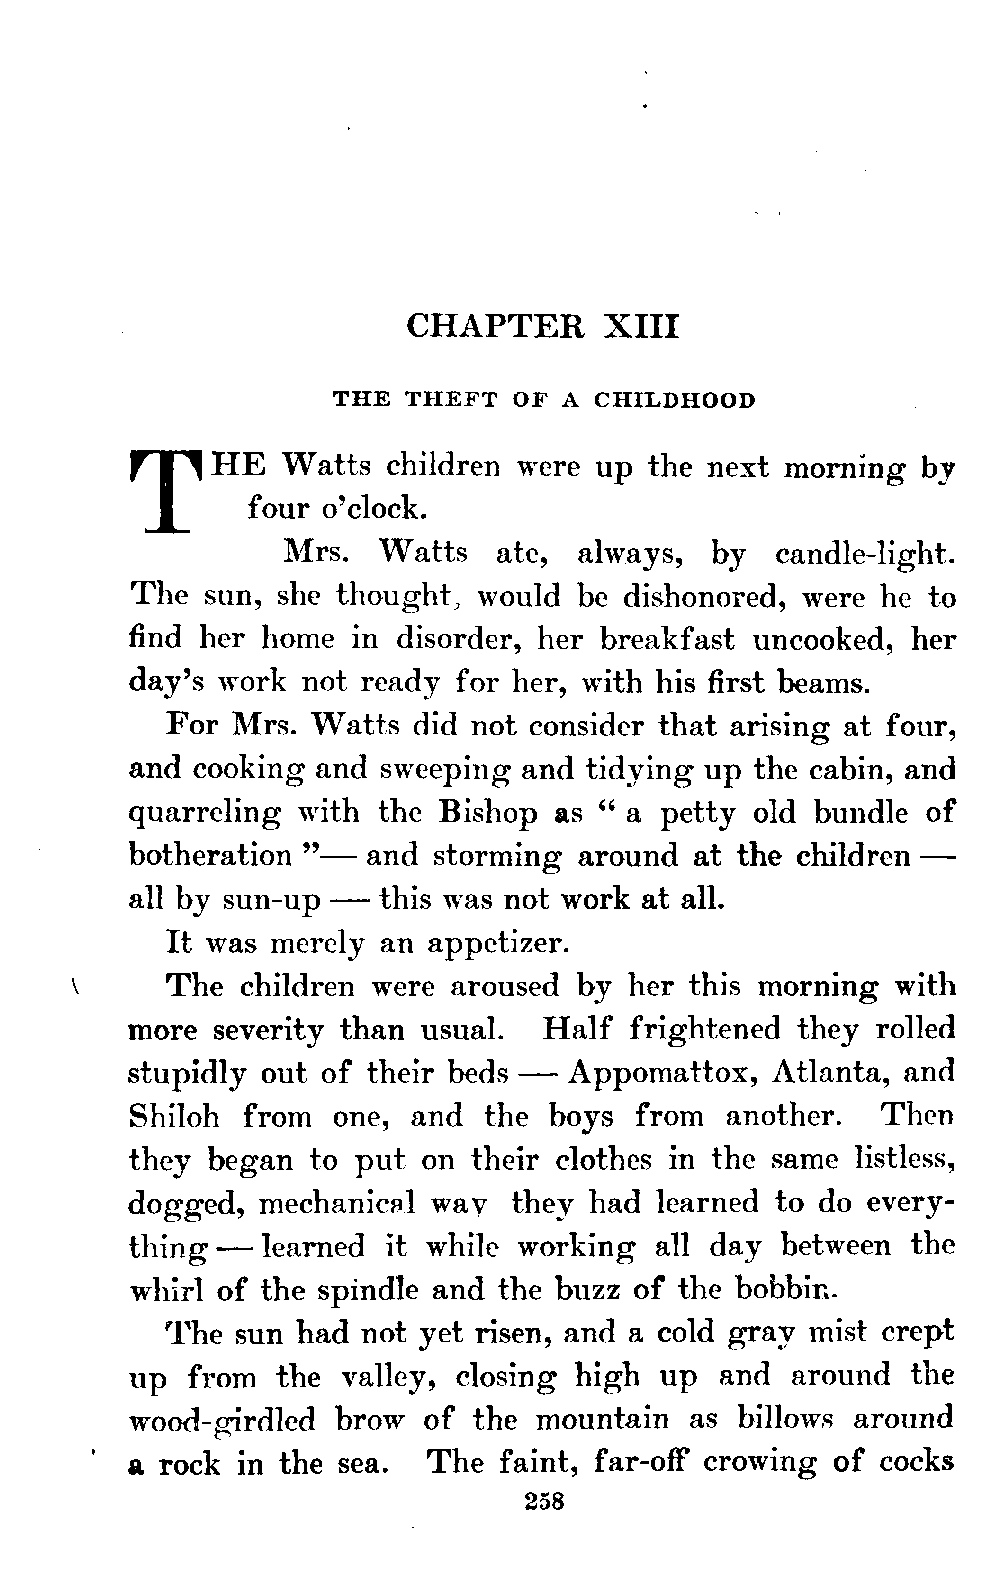 CHAPTER XIII
THE THEFT OF A CHILDHOOD
THE Watts children were up the next morning by
four o'clock.
Mrs. Watts ate, always, by candle-light.
The sun, she thought, would be dishonored, were he to
find her home in disorder, her breakfast uncooked, her
day's work not ready for her, with his first beams.
For Mrs. Watts did not consider that arising at four,
and cooking and sweeping and tidying up the cabin, and
quarreling with the Bishop as “ a petty old bundle of
botheration ”— and storming around at the children —
all by sun-up — this was not work at all.
It was merely an appetizer.
The children were aroused by her this morning with
more severity than usual. Half frightened they rolled
stupidly out of their beds — Appomattox, Atlanta, and
Shiloh from one, and the boys from another. Then
they began to put on their clothes in the same listless,
dogged, mechanical way they had learned to do every-
thing — learned it while working all day between the
whirl of the spindle and the buzz of the bobbin.
The sun had not yet risen, and a cold gray mist crept
up from the valley, closing high up and around the
wood-girdled brow of the mountain as billows around
a rock in the sea. The faint, far-off crowing of cocks
258